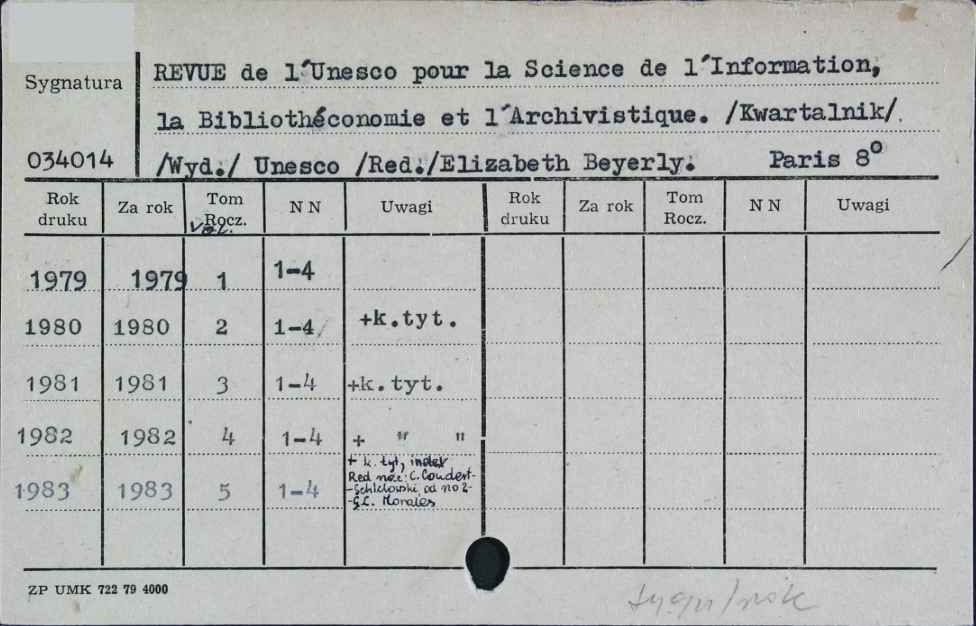 Sygnatura
REVUE de l'Unesco pour la Science de l'Information,
la Bibliothéconomie et l'Archivistique. /Kwartalnik/.
034014
/Wyd./ Unesco /Red./Elizabeth Beyerly. Paris 8°
Rok druku Za rok Tom Rocz. vol. N N Uwagi Rok druku Za rok Tom Rocz. N N Uwagi
1979 1979 1 1-4
1980 1980 2 1-4 +k.tyt.
1981 1981 3 1-4 +k.tyt.
1982 1982 4 1-4 + " "
1983 1983 5 1-4 + k. tyt, index
Red nacz: C. Coudert-
-Schklowski, od no 2-
-G.C. Morales
ZP UMK 722 79 4000